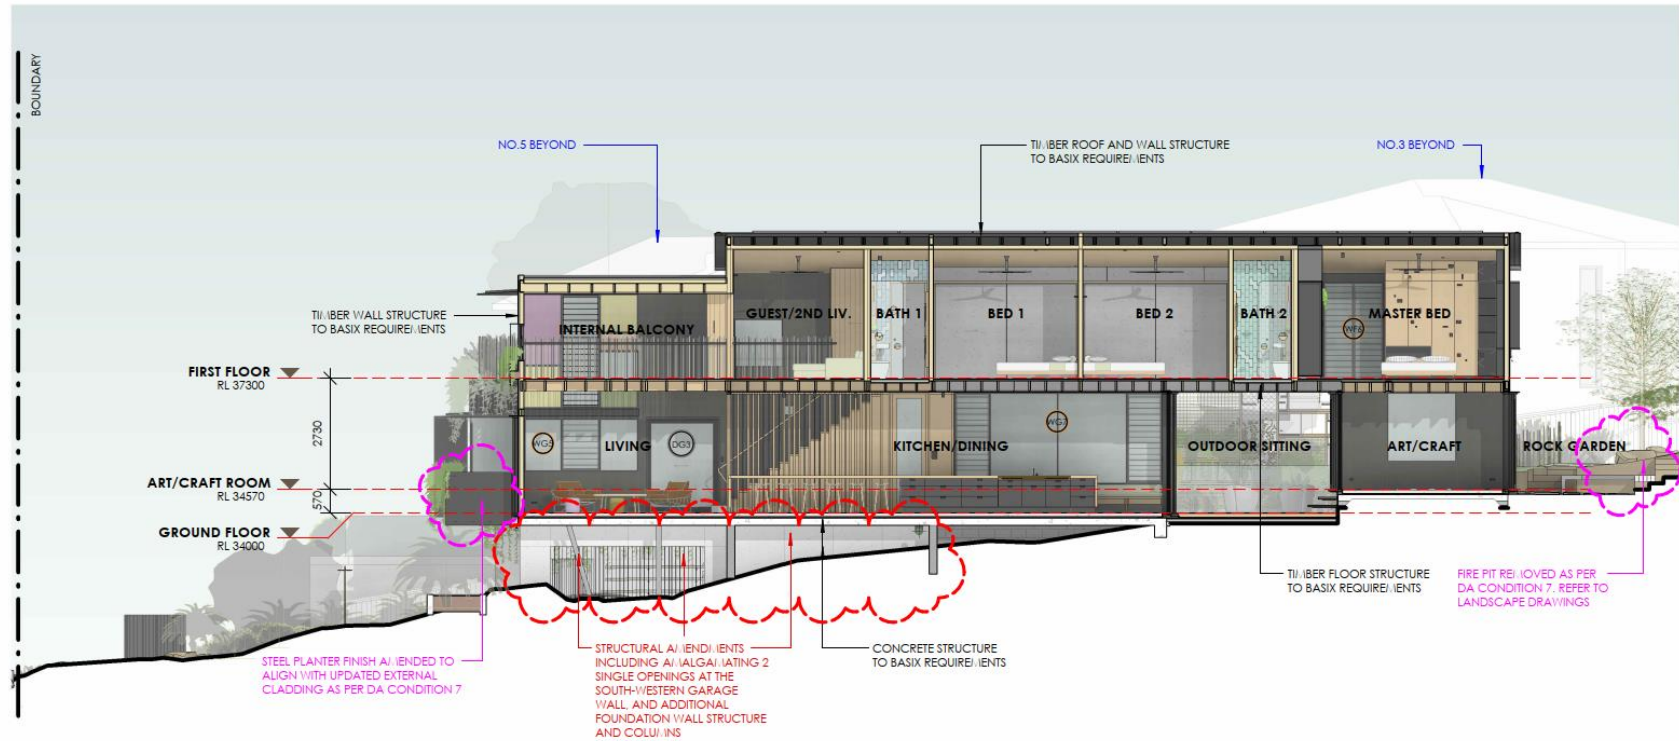 BOUNDARY
NO.5 BEYOND
TIMBER ROOF AND WALL STRUCTURE
TO BASIX REQUIREMENTS
NO.3 BEYOND
TIMBER WALL STRUCTURE
TO BASIX REQUIREMENTS
INTERNAL BALCONY
GUEST/2ND LIV.
BATH 1
BED 1
BED 2
BATH 2
MASTER BED
WF6
FIRST FLOOR
RL 37300
2730
WG5
LIVING
DG3
KITCHEN/DINING
OUTDOOR SITTING
ART/CRAFT
ROCK GARDEN
ART/CRAFT ROOM
RL 34570
570
GROUND FLOOR
RL 34000
TIMBER FLOOR STRUCTURE
TO BASIX REQUIREMENTS
FIRE PIT REMOVED AS PER
DA CONDITION 7. REFER TO
LANDSCAPE DRAWINGS
STEEL PLANTER FINISH AMENDED TO
ALIGN WITH UPDATED EXTERNAL
CLADDING AS PER DA CONDITION 7
STRUCTURAL AMENDMENTS
INCLUDING AMALGAMATING 2
SINGLE OPENINGS AT THE
SOUTH-WESTERN GARAGE
WALL, AND ADDITIONAL
FOUNDATION WALL STRUCTURE
AND COLUMNS
CONCRETE STRUCTURE
TO BASIX REQUIREMENTS